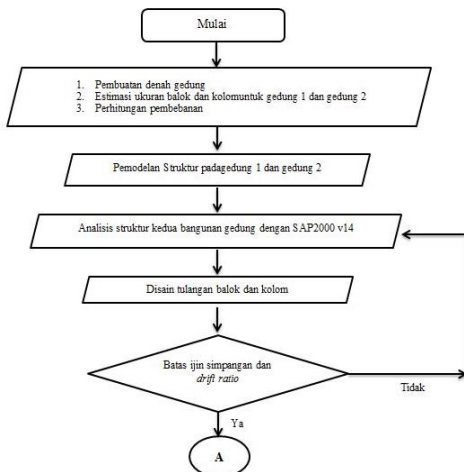 Mulai
1. Pembuatan denah gedung
2. Estimasi ukuran balok dan kolomuntuk gedung 1 dan gedung 2
3. Perhitungan pembebanan
Pemodelan Struktur padagedung 1 dan gedung 2
Analisis struktur kedua bangunan gedung dengan SAP2000 v14
Disain tulangan balok dan kolom
Batas ijin simpangan dan
drift ratio
Tidak
Ya
A